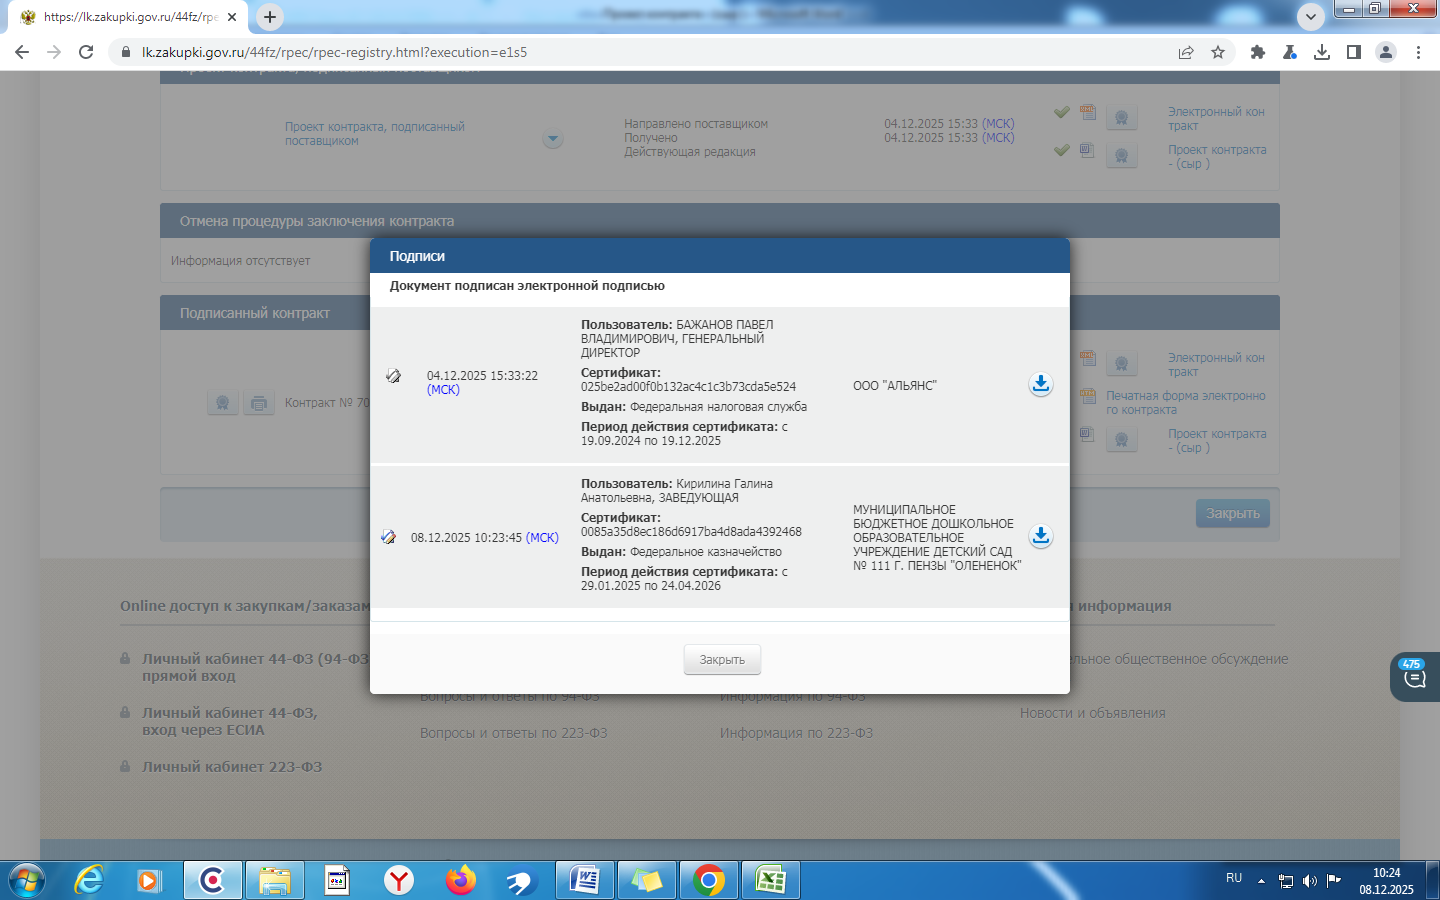 https://lk.zakupki.gov.ru/44fz/rpe
lk.zakupki.gov.ru/44fz/rpec/rpec-registry.html?execution=e1s5
Проект контракта, подписанный
поставщиком
Направлено поставщиком
Получено
Действующая редакция
04.12.2025 15:33 (МСК)
04.12.2025 15:33 (МСК)
Электронный кон
тракт
Проект контракта
- (сыр )
Отмена процедуры заключения контракта
Информация отсутствует
Подписанный контракт
Контракт № 70
Электронный кон
тракт
Печатная форма электронно
го контракта
Проект контракта
- (сыр )
Закрыть
Подписи
Документ подписан электронной подписью
04.12.2025 15:33:22
(МСК)
Пользователь: БАЖАНОВ ПАВЕЛ
ВЛАДИМИРОВИЧ, ГЕНЕРАЛЬНЫЙ
ДИРЕКТОР
Сертификат:
025be2ad00f0b132ac4c1c3b73cda5e524
Выдан: Федеральная налоговая служба
Период действия сертификата: с
19.09.2024 по 19.12.2025
ООО "АЛЬЯНС"
08.12.2025 10:23:45 (МСК)
Пользователь: Кирилина Галина
Анатольевна, ЗАВЕДУЮЩАЯ
Сертификат:
0085a35d8ec186d6917ba4d8ada4392468
Выдан: Федеральное казначейство
Период действия сертификата: с
29.01.2025 по 24.04.2026
МУНИЦИПАЛЬНОЕ
БЮДЖЕТНОЕ ДОШКОЛЬНОЕ
ОБРАЗОВАТЕЛЬНОЕ
УЧРЕЖДЕНИЕ ДЕТСКИЙ САД
№ 111 Г. ПЕНЗЫ "ОЛЕНЕНОК"
Закрыть
Online доступ к закупкам/заказам
Личный кабинет 44-ФЗ (94-ФЗ
прямой вход
Личный кабинет 44-ФЗ,
вход через ЕСИА
Личный кабинет 223-ФЗ
Вопросы и ответы по 94-ФЗ
Вопросы и ответы по 223-ФЗ
Информация по 94-ФЗ
Информация по 223-ФЗ
информация
ельное общественное обсуждение
Новости и объявления
475
RU
10:24
08.12.2025